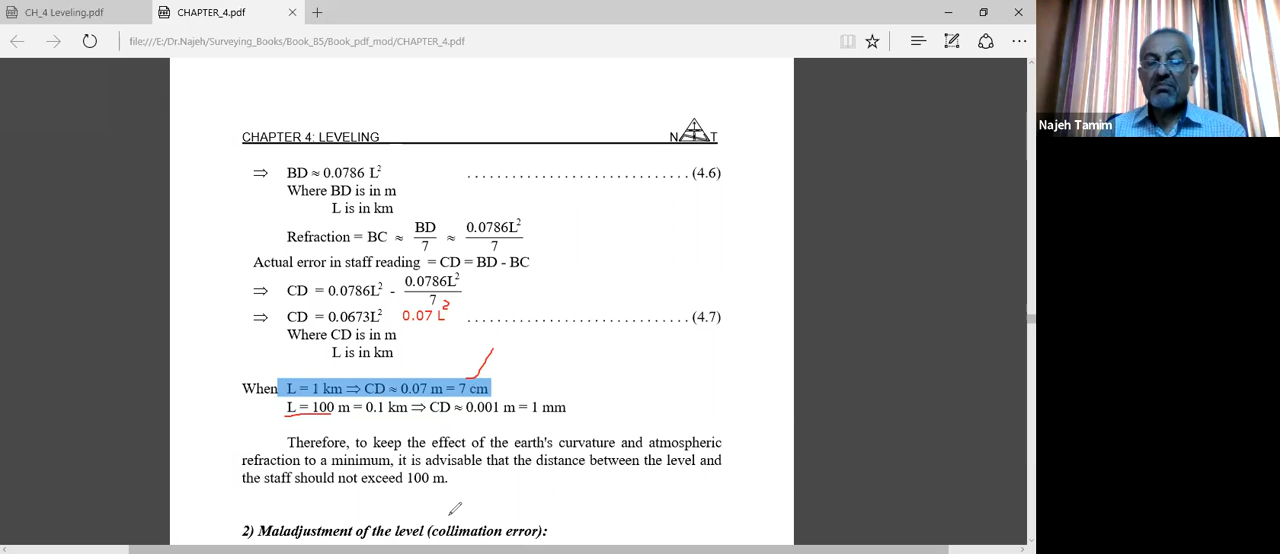 CH_4 Leveling.pdf
CHAPTER_4.pdf
file:///E:/Dr.Najeh/Surveying_Books/Book_B5/Book_pdf_mod/CHAPTER_4.pdf
Najeh Tamim
CHAPTER 4: LEVELING
N T
⇒ BD ≈ 0.0786 L² ............................. (4.6)
Where BD is in m
L is in km
Refraction = BC ≈ BD/7 ≈ 0.0786L²/7
Actual error in staff reading = CD = BD - BC
⇒ CD = 0.0786L² - 0.0786L²/7
⇒ CD = 0.0673L² 0.07 L² ............................. (4.7)
Where CD is in m
L is in km
When L = 1 km ⇒ CD ≈ 0.07 m = 7 cm
L = 100 m = 0.1 km ⇒ CD ≈ 0.001 m = 1 mm
Therefore, to keep the effect of the earth's curvature and atmospheric
refraction to a minimum, it is advisable that the distance between the level and
the staff should not exceed 100 m.
2) Maladjustment of the level (collimation error):